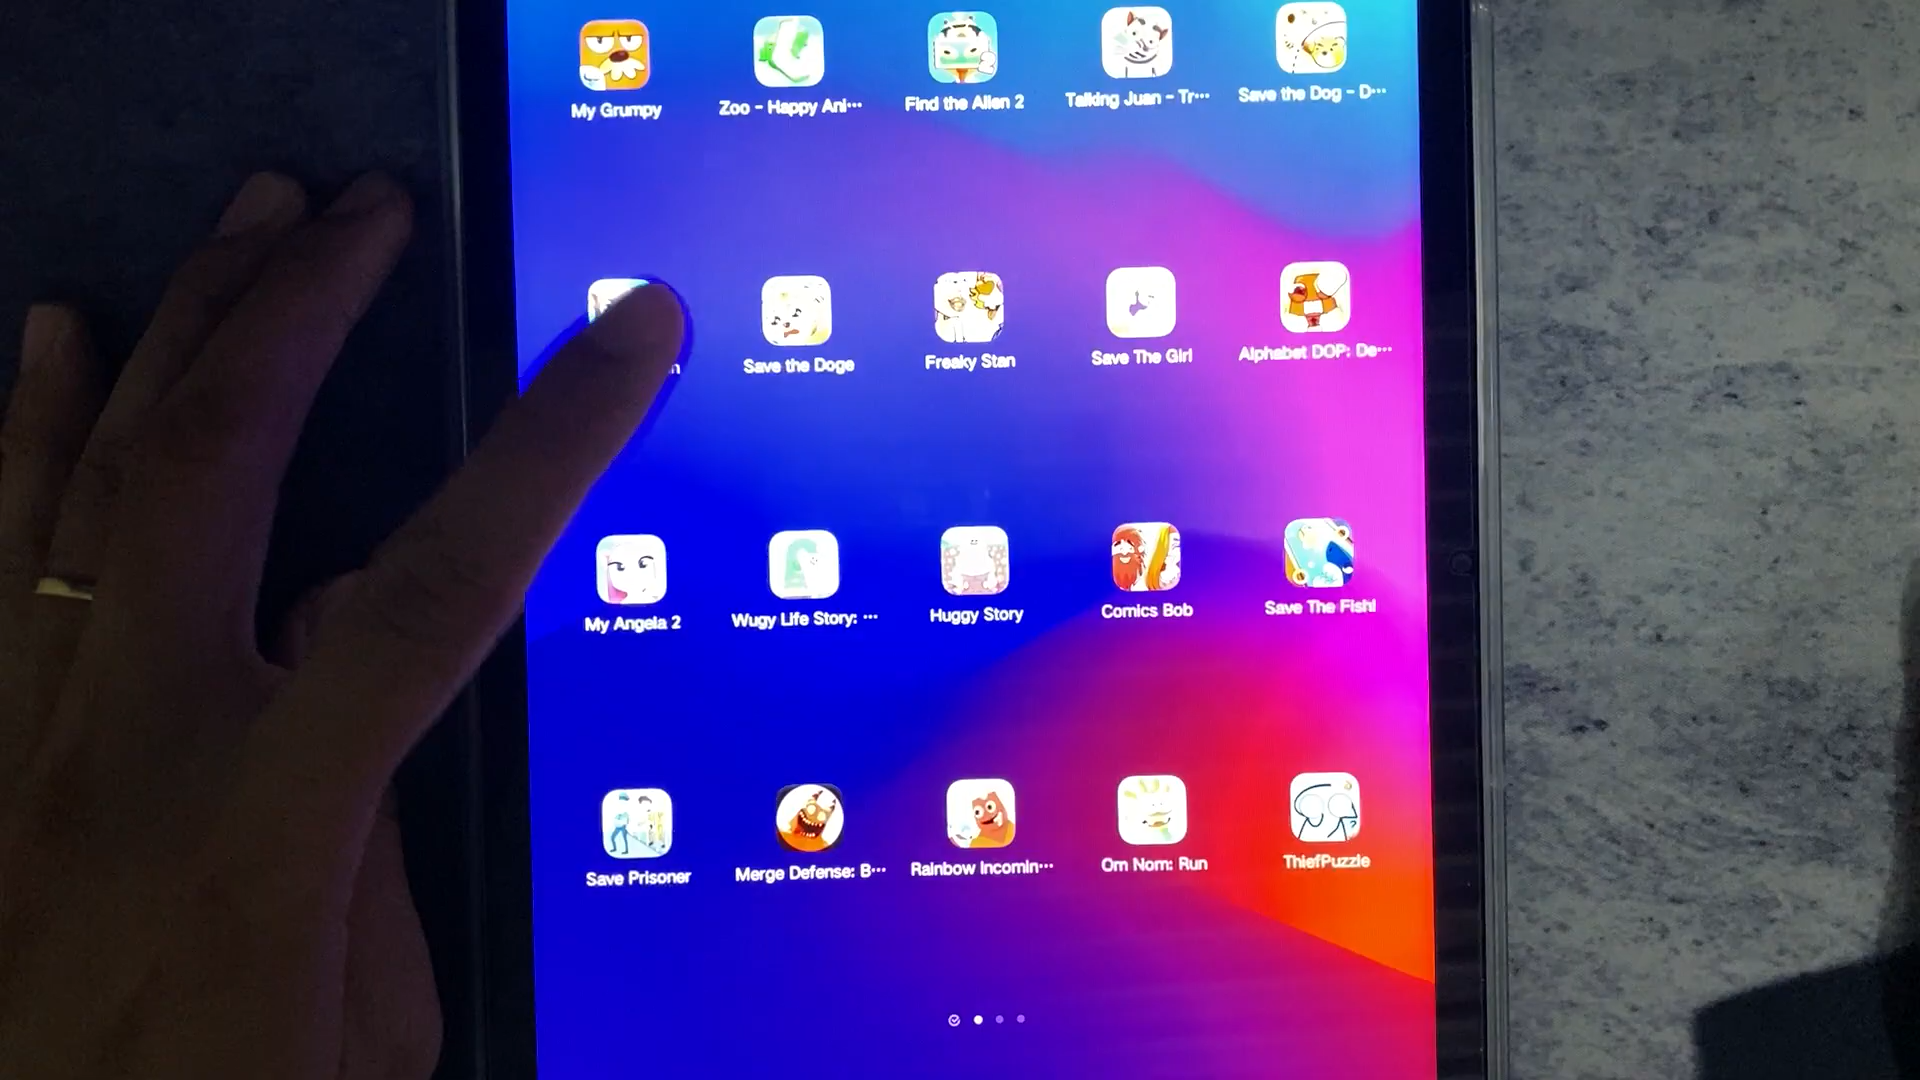 My Grumpy
Zoo - Happy Ani...
Find the Alien 2
Talking Juan - Tr...
Save the Dog - D...
Save the Doge
Freaky Stan
Save The Girl
Alphabet DOP: De...
My Angela 2
Wugy Life Story: ...
Huggy Story
Comics Bob
Save The Fish!
Save Prisoner
Merge Defense: B...
Rainbow Incomin...
Om Nom: Run
ThiefPuzzle